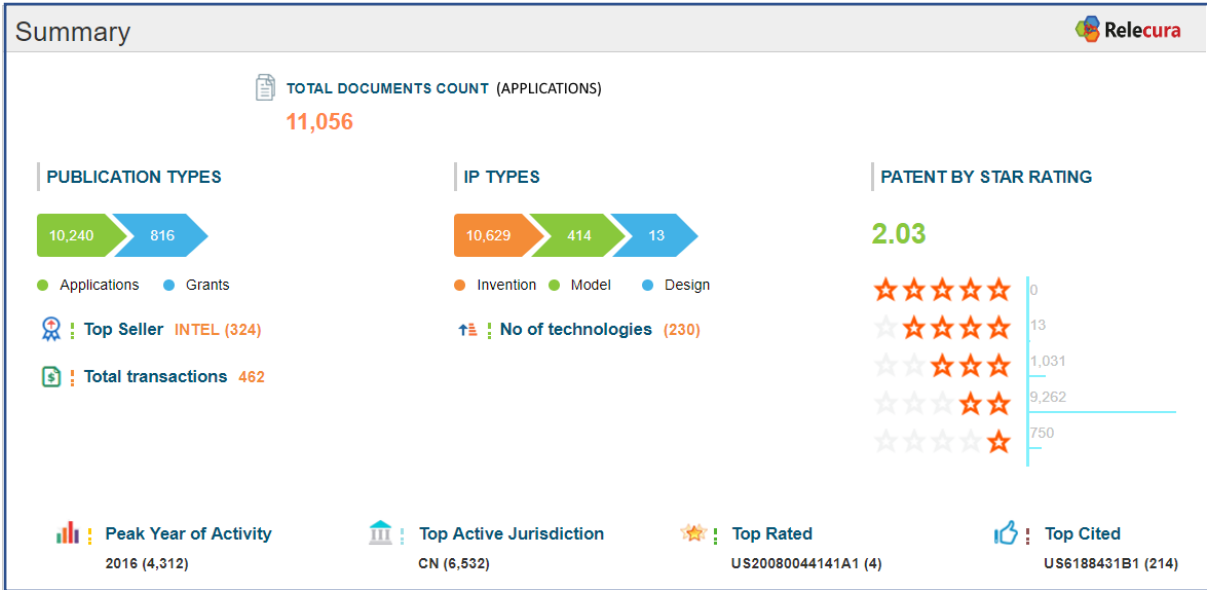 Summary
Relecura
TOTAL DOCUMENTS COUNT (APPLICATIONS)
11,056
PUBLICATION TYPES
10,240 816
Applications Grants
Top Seller INTEL (324)
Total transactions 462
IP TYPES
10,629 414 13
Invention Model Design
No of technologies (230)
PATENT BY STAR RATING
2.03
0
13
1,031
9,262
750
Peak Year of Activity
2016 (4,312)
Top Active Jurisdiction
CN (6,532)
Top Rated
US20080044141A1 (4)
Top Cited
US6188431B1 (214)